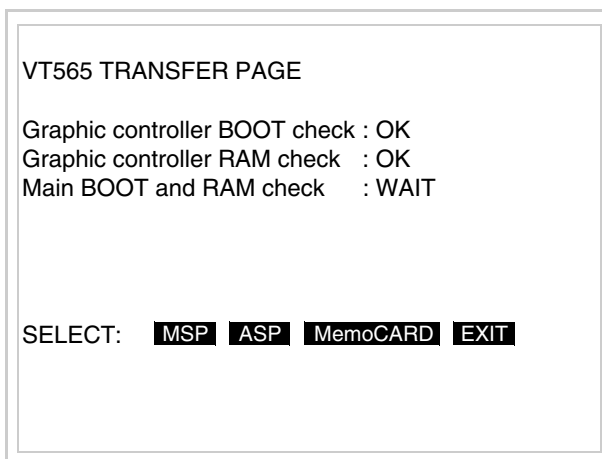 VT565 TRANSFER PAGE
Graphic controller BOOT check : OK
Graphic controller RAM check : OK
Main BOOT and RAM check : WAIT
SELECT: MSP ASP MemoCARD EXIT